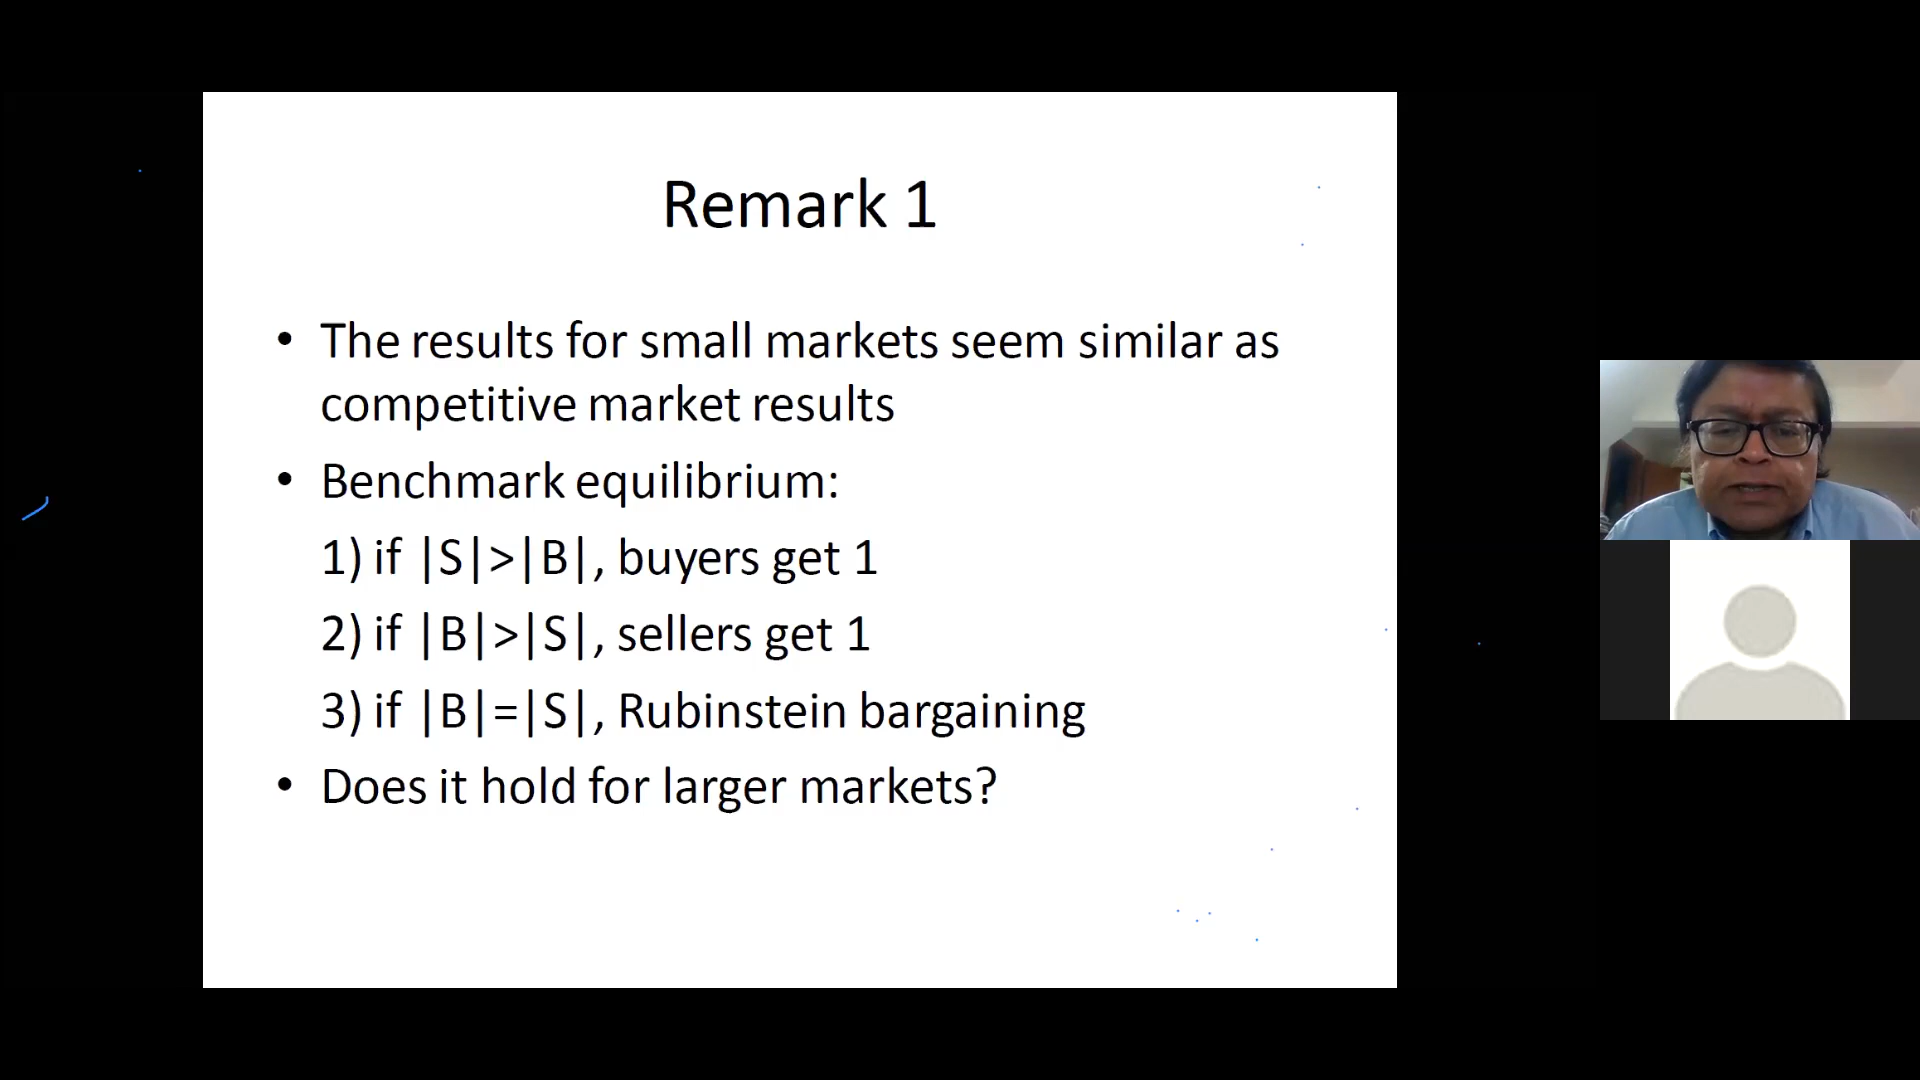 Remark 1
• The results for small markets seem similar as
competitive market results
• Benchmark equilibrium:
1) if |S|>|B|, buyers get 1
2) if |B|>|S|, sellers get 1
3) if |B|=|S|, Rubinstein bargaining
• Does it hold for larger markets?